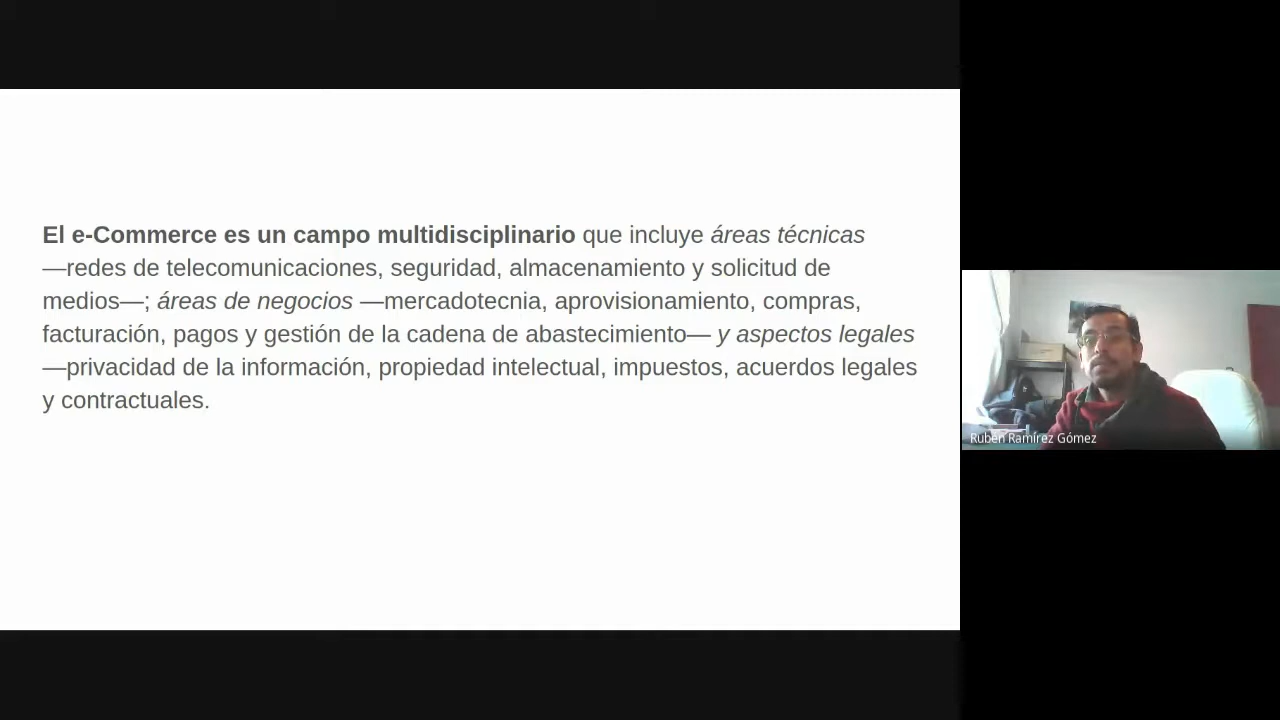 El e-Commerce es un campo multidisciplinario que incluye áreas técnicas
—redes de telecomunicaciones, seguridad, almacenamiento y solicitud de
medios—; áreas de negocios —mercadotecnia, aprovisionamiento, compras,
facturación, pagos y gestión de la cadena de abastecimiento— y aspectos legales
—privacidad de la información, propiedad intelectual, impuestos, acuerdos legales
y contractuales.
Rubén Ramírez Gómez